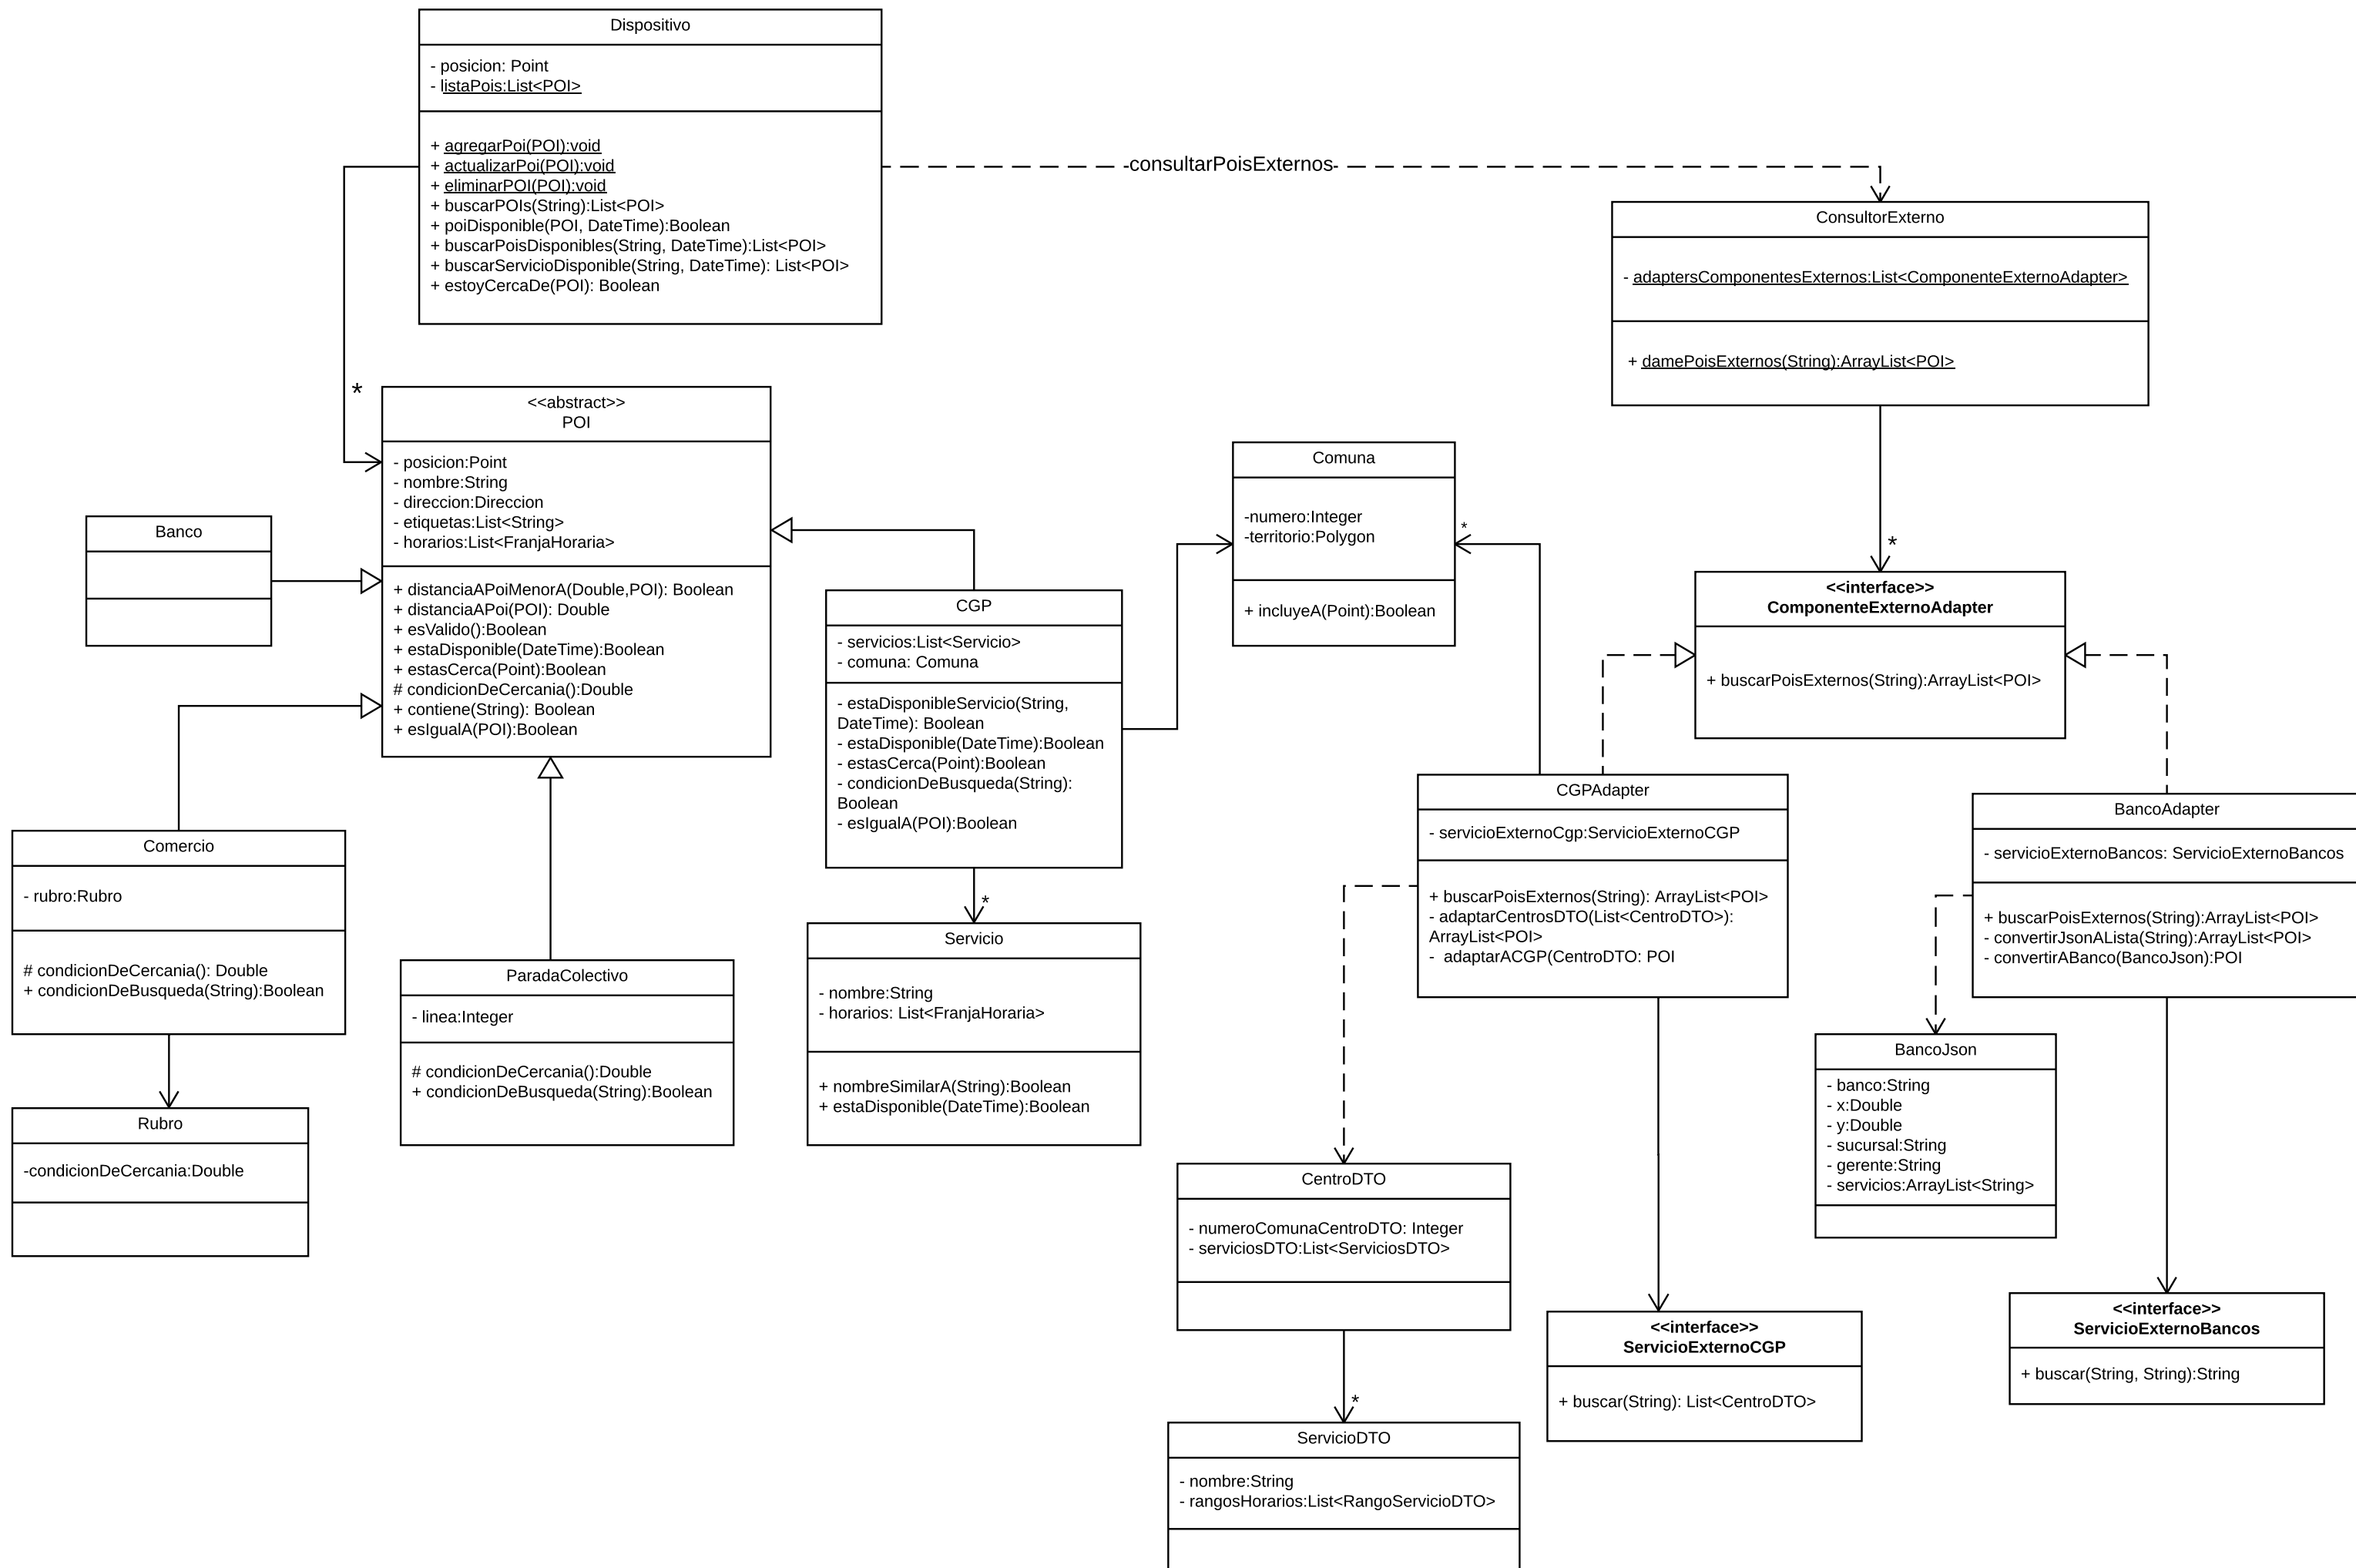 Dispositivo
- posicion: Point
- listaPois:List<POI>
+ agregarPoi(POI):void
+ actualizarPoi(POI):void
+ eliminarPOI(POI):void
+ buscarPOIs(String):List<POI>
+ poiDisponible(POI, DateTime):Boolean
+ buscarPoisDisponibles(String, DateTime):List<POI>
+ buscarServicioDisponible(String, DateTime): List<POI>
+ estoyCercaDe(POI): Boolean
-consultarPoisExternos-
ConsultorExterno
- adaptersComponentesExternos:List<ComponenteExternoAdapter>
+ damePoisExternos(String):ArrayList<POI>
*
<<abstract>>
POI
- posicion:Point
- nombre:String
- direccion:Direccion
- etiquetas:List<String>
- horarios:List<FranjaHoraria>
+ distanciaAPoiMenorA(Double,POI): Boolean
+ distanciaAPoi(POI): Double
+ esValido():Boolean
+ estaDisponible(DateTime):Boolean
+ estasCerca(Point):Boolean
# condicionDeCercania():Double
+ contiene(String): Boolean
+ esIgualA(POI):Boolean
Banco
Comuna
-numero:Integer
-territorio:Polygon
+ incluyeA(Point):Boolean
*
*
<<interface>>
ComponenteExternoAdapter
+ buscarPoisExternos(String):ArrayList<POI>
CGP
- servicios:List<Servicio>
- comuna: Comuna
- estaDisponibleServicio(String,
DateTime): Boolean
- estaDisponible(DateTime):Boolean
- estasCerca(Point):Boolean
- condicionDeBusqueda(String):
Boolean
- esIgualA(POI):Boolean
CGPAdapter
- servicioExternoCgp:ServicioExternoCGP
+ buscarPoisExternos(String): ArrayList<POI>
- adaptarCentrosDTO(List<CentroDTO>):
ArrayList<POI>
-  adaptarACGP(CentroDTO: POI
BancoAdapter
- servicioExternoBancos: ServicioExternoBancos
+ buscarPoisExternos(String):ArrayList<POI>
- convertirJsonALista(String):ArrayList<POI>
- convertirABanco(BancoJson):POI
Comercio
- rubro:Rubro
# condicionDeCercania(): Double
+ condicionDeBusqueda(String):Boolean
ParadaColectivo
- linea:Integer
# condicionDeCercania():Double
+ condicionDeBusqueda(String):Boolean
*
Servicio
- nombre:String
- horarios: List<FranjaHoraria>
+ nombreSimilarA(String):Boolean
+ estaDisponible(DateTime):Boolean
Rubro
-condicionDeCercania:Double
BancoJson
- banco:String
- x:Double
- y:Double
- sucursal:String
- gerente:String
- servicios:ArrayList<String>
CentroDTO
- numeroComunaCentroDTO: Integer
- serviciosDTO:List<ServiciosDTO>
<<interface>>
ServicioExternoCGP
+ buscar(String): List<CentroDTO>
<<interface>>
ServicioExternoBancos
+ buscar(String, String):String
*
ServicioDTO
- nombre:String
- rangosHorarios:List<RangoServicioDTO>